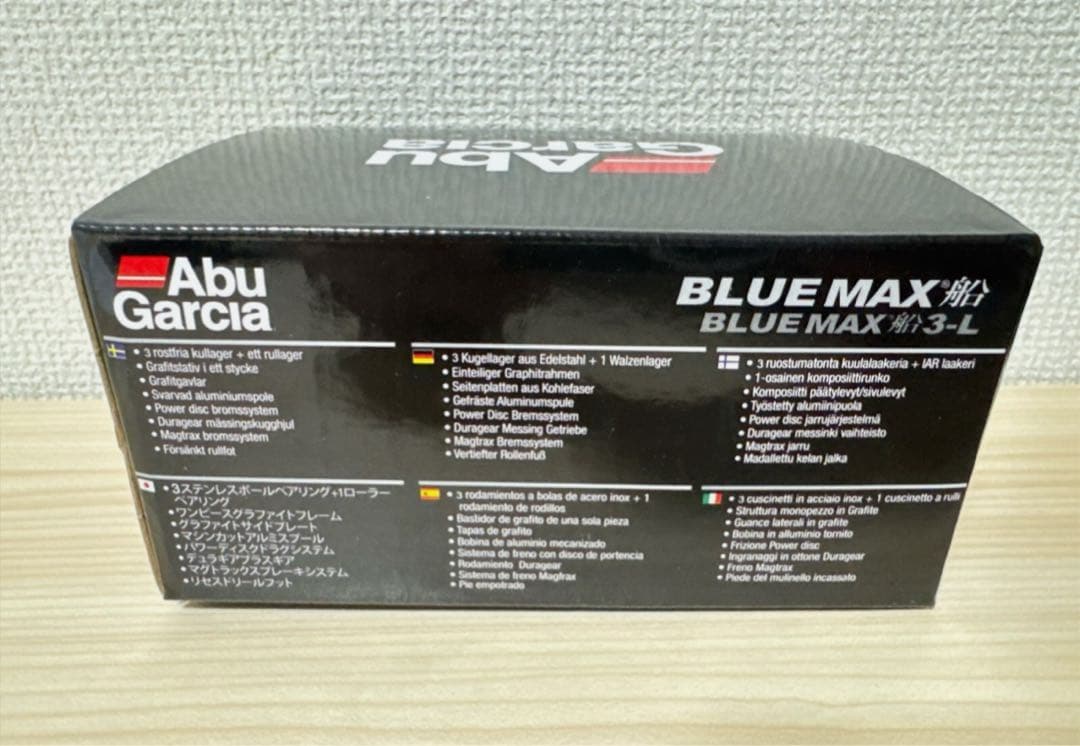 Abu
Garcia
Abu
Garcia
BLUE MAX® 船
BLUE MAX 船 3-L
• 3 rostfria kullager + ett rullager
• Grafitstativ i ett stycke
• Grafitgavlar
• Svarvad aluminiumspole
• Power disc bromssystem
• Duragear mässingskugghjul
• Magtrax bromssystem
• Försänkt rullfot
• 3 Kugellager aus Edelstahl + 1 Walzenlager
• Einteiliger Graphitrahmen
• Seitenplatten aus Kohlefaser
• Gefräste Aluminumspule
• Power Disc Bremssystem
• Duragear Messing Getriebe
• Magtrax Bremssystem
• Vertiefter Rollenfuß
• 3 ruostumatonta kuulalaakeria + IAR laakeri
• 1-osainen komposiittirunko
• Komposiitti päätylevyt/sivulevyt
• Työstetty alumiinipuola
• Power disc jarrujärjestelmä
• Duragear messinki vaihteisto
• Magtrax jarru
• Madallettu kelan jalka
• 3ステンレスボールベアリング+1ローラー
ベアリング
• ワンピースグラファイトフレーム
• グラファイトサイドプレート
• マシンカットアルミスプール
• パワーディスクドラグシステム
• デュラギアブラスギア
• マグトラックスブレーキシステム
• リセスドリールフット
• 3 rodamientos a bolas de acero inox + 1
rodamiento de rodillos
• Bastidor de grafito de una sola pieza
• Tapas de grafito
• Bobina de aluminio mecanizado
• Sistema de freno con disco de portencia
• Rodamiento Duragear
• Sistema de freno Magtrax
• Pie empotrado
• 3 cuscinetti in acciaio inox + 1 cuscinetto a rulli
• Struttura monopezzo in Grafite
• Guance laterali in grafite
• Bobina in alluminio tornito
• Frizione Power disc
• Ingranaggi in ottone Duragear
• Freno Magtrax
• Piede del mulinello incassato